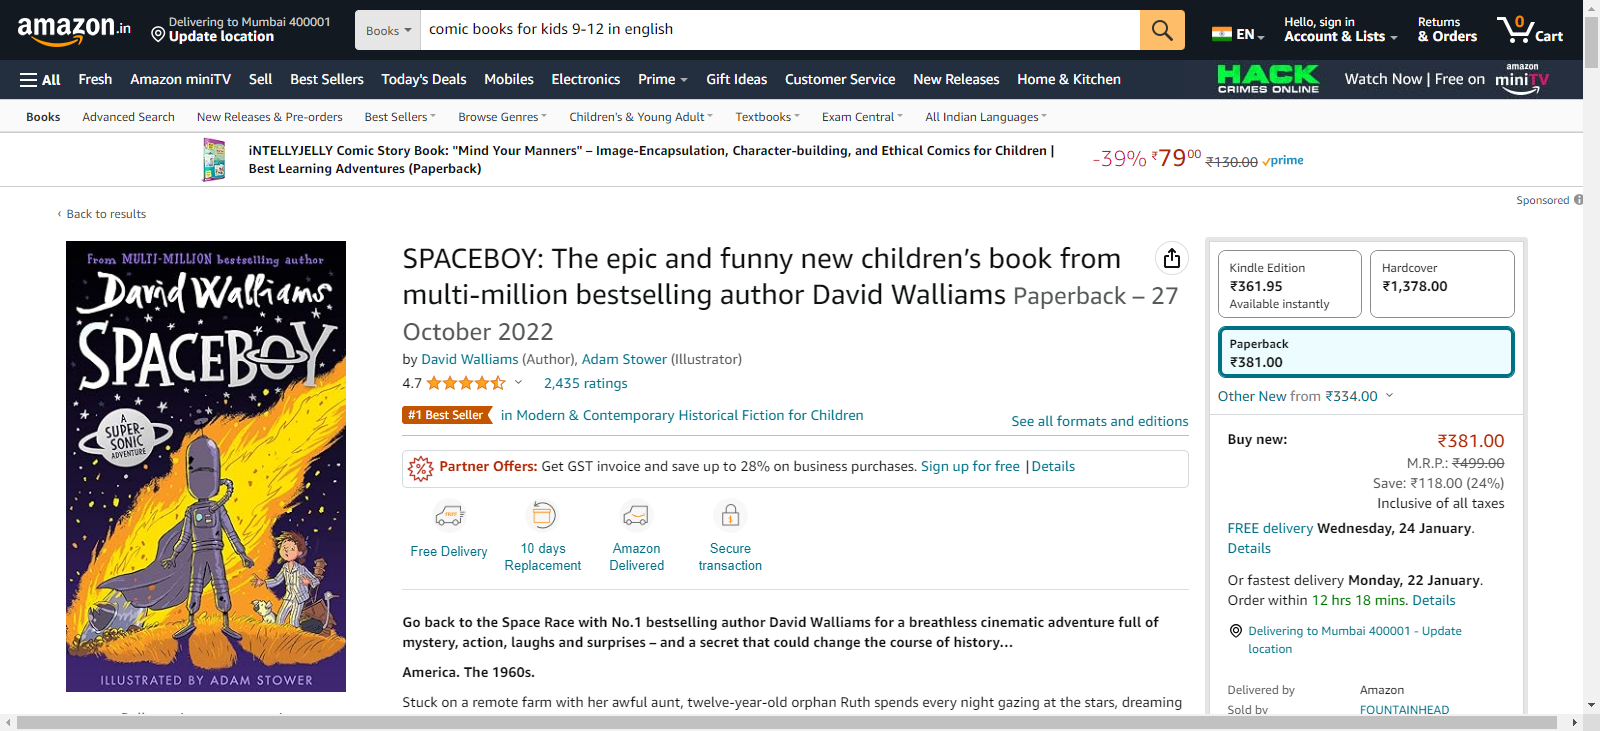 amazon.in
Delivering to Mumbai 400001
Update location
Books
comic books for kids 9-12 in english
EN
Hello, sign in
Account & Lists
Returns
& Orders
0
Cart
All
Fresh
Amazon miniTV
Sell
Best Sellers
Today's Deals
Mobiles
Electronics
Prime
Gift Ideas
Customer Service
New Releases
Home & Kitchen
HACK
CRIMES ONLINE
Watch Now | Free on
amazon
miniTV
Books
Advanced Search
New Releases & Pre-orders
Best Sellers
Browse Genres
Children's & Young Adult
Textbooks
Exam Central
All Indian Languages
iNTELLYJELLY Comic Story Book: "Mind Your Manners" – Image-Encapsulation, Character-building, and Ethical Comics for Children |
Best Learning Adventures (Paperback)
-39% ₹79⁰⁰ ₹130.00 prime
Sponsored
‹ Back to results
From MULTI-MILLION bestselling author
David Walliams
SPACEBOY
A
SUPER-
SONIC
ADVENTURE
ILLUSTRATED BY ADAM STOWER
SPACEBOY: The epic and funny new children's book from
multi-million bestselling author David Walliams Paperback – 27
October 2022
by David Walliams (Author), Adam Stower (Illustrator)
4.7
2,435 ratings
#1 Best Seller in Modern & Contemporary Historical Fiction for Children
See all formats and editions
Partner Offers: Get GST invoice and save up to 28% on business purchases. Sign up for free | Details
FREE
Free Delivery
10 days
Replacement
Amazon
Delivered
Secure
transaction
Go back to the Space Race with No.1 bestselling author David Walliams for a breathless cinematic adventure full of
mystery, action, laughs and surprises – and a secret that could change the course of history…
America. The 1960s.
Stuck on a remote farm with her awful aunt, twelve-year-old orphan Ruth spends every night gazing at the stars, dreaming
Kindle Edition
₹361.95
Available instantly
Hardcover
₹1,378.00
Paperback
₹381.00
Other New from ₹334.00
Buy new:
₹381.00
M.R.P.: ₹499.00
Save: ₹118.00 (24%)
Inclusive of all taxes
FREE delivery Wednesday, 24 January.
Details
Or fastest delivery Monday, 22 January.
Order within 12 hrs 18 mins. Details
Delivering to Mumbai 400001 - Update
location
Delivered by
Amazon
Sold by
FOUNTAINHEAD